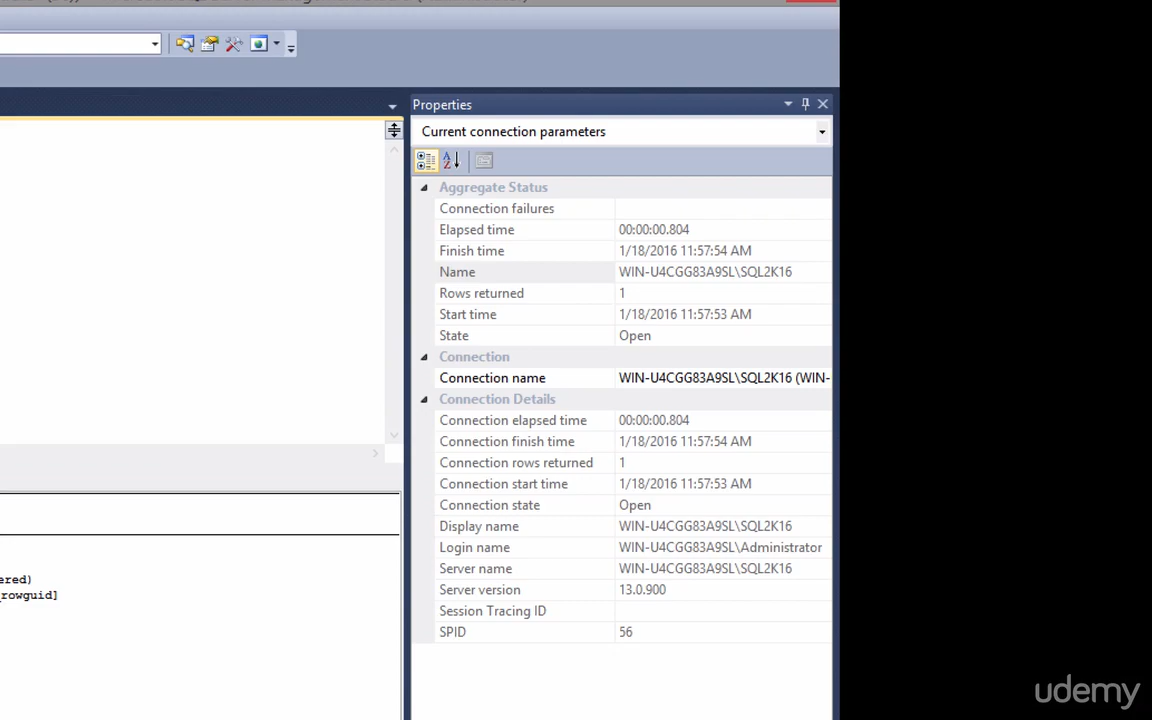 Properties
Current connection parameters
Aggregate Status
Connection failures
Elapsed time 00:00:00.804
Finish time 1/18/2016 11:57:54 AM
Name WIN-U4CGG83A9SL\SQL2K16
Rows returned 1
Start time 1/18/2016 11:57:53 AM
State Open
Connection
Connection name WIN-U4CGG83A9SL\SQL2K16 (WIN-
Connection Details
Connection elapsed time 00:00:00.804
Connection finish time 1/18/2016 11:57:54 AM
Connection rows returned 1
Connection start time 1/18/2016 11:57:53 AM
Connection state Open
Display name WIN-U4CGG83A9SL\SQL2K16
Login name WIN-U4CGG83A9SL\Administrator
Server name WIN-U4CGG83A9SL\SQL2K16
Server version 13.0.900
Session Tracing ID
SPID 56
ered)
_rowguid]
udemy